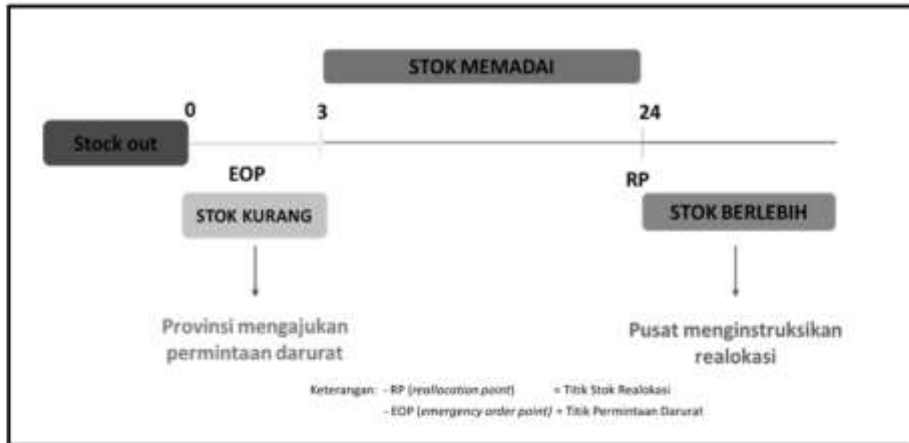 STOK MEMADAI
0 3 24
Stock out
EOP RP
STOK KURANG STOK BERLEBIH
Provinsi mengajukan
permintaan darurat
Pusat menginstruksikan
realokasi
Keterangan: - RP (reallocation point) = Titik Stok Realokasi
- EOP (emergency order point) = Titik Permintaan Darurat